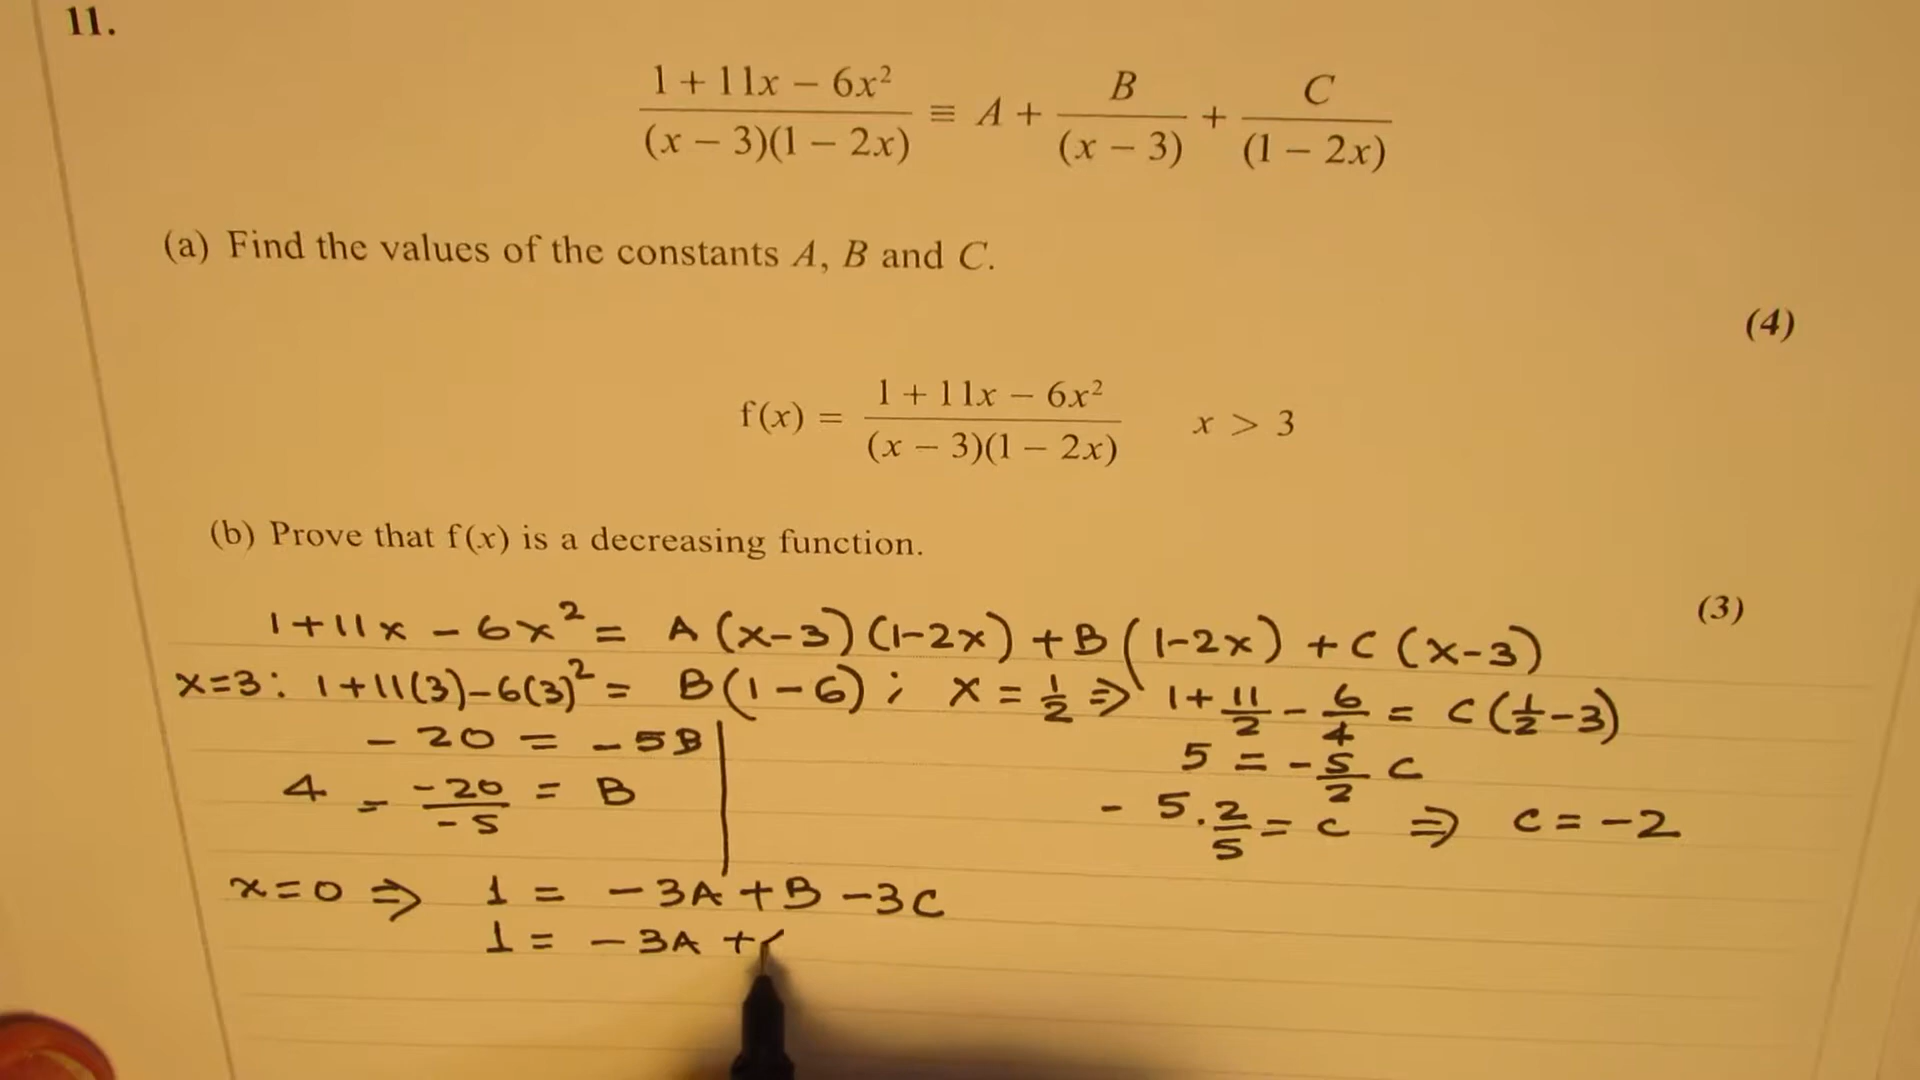 11.
1 + 11x − 6x²
(x − 3)(1 − 2x)
≡ A +
B
(x − 3)
+
C
(1 − 2x)
(a) Find the values of the constants A, B and C.
(4)
f(x) =
1 + 11x − 6x²
(x − 3)(1 − 2x)
x > 3
(b) Prove that f(x) is a decreasing function.
(3)
1+11x − 6x² = A (x−3) (1−2x) + B (1−2x) + C (x−3)
x=3: 1+11(3)−6(3)² = B(1−6) ; x = 1/2 ⇒ 1+ 11/2 − 6/4 = C(1/2−3)
− 20 = −5B
5 = − 5/2 C
4 = −20/−5 = B
− 5. 2/5 = C ⇒ C = −2
x=0 ⇒ 1 = −3A + B −3C
1 = −3A +